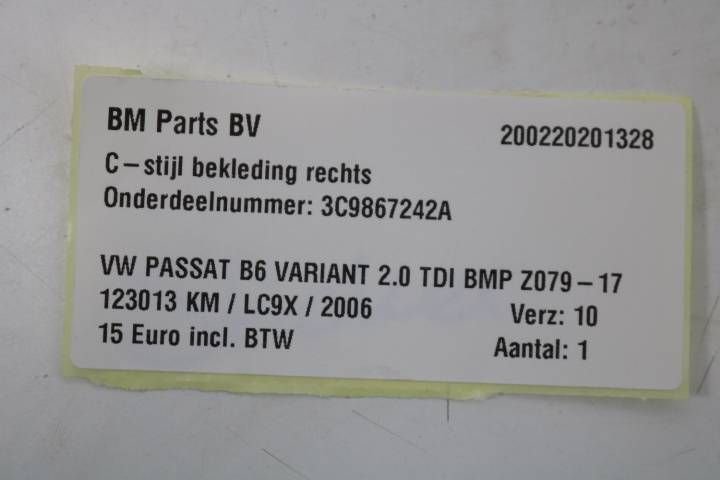 BM Parts BV 200220201328
C-stijl bekleding rechts
Onderdeelnummer: 3C9867242A
VW PASSAT B6 VARIANT 2.0 TDI BMP Z079-17
123013 KM / LC9X / 2006 Verz: 10
15 Euro incl. BTW Aantal: 1